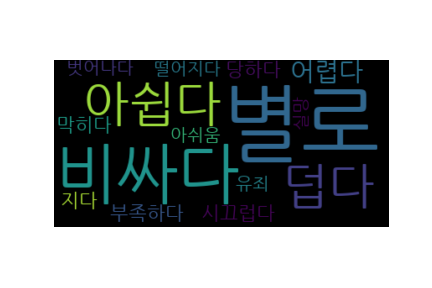 벗어나다 떨어지다 당하다 어렵다
아쉽다 별로
막히다 아쉬움 실망
비싸다 유죄 덥다
지다
부족하다 시끄럽다